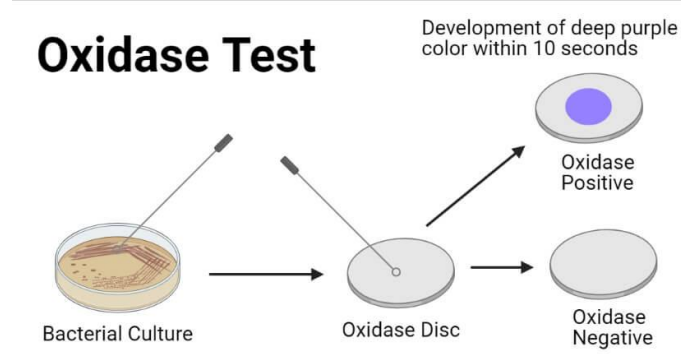 Oxidase Test
Development of deep purple
color within 10 seconds
Oxidase
Positive
Bacterial Culture
Oxidase Disc
Oxidase
Negative